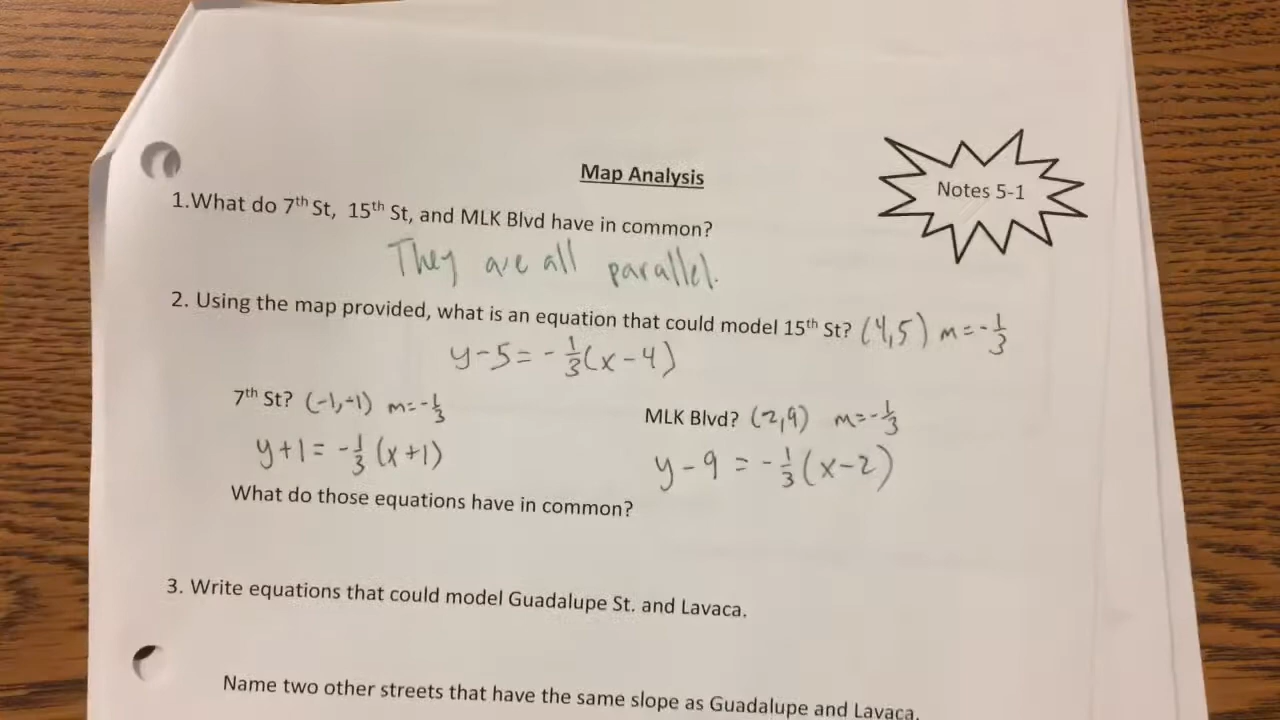 Map Analysis
Notes 5-1
1.What do 7th St, 15th St, and MLK Blvd have in common?
They are all parallel.
2. Using the map provided, what is an equation that could model 15th St? (4,5) m=-1/3
y-5=-1/3(x-4)
7th St? (-1,-1) m=-1/3
MLK Blvd? (2,9) m=-1/3
y+1=-1/3(x+1)
y-9=-1/3(x-2)
What do those equations have in common?
3. Write equations that could model Guadalupe St. and Lavaca.
Name two other streets that have the same slope as Guadalupe and Lavaca.